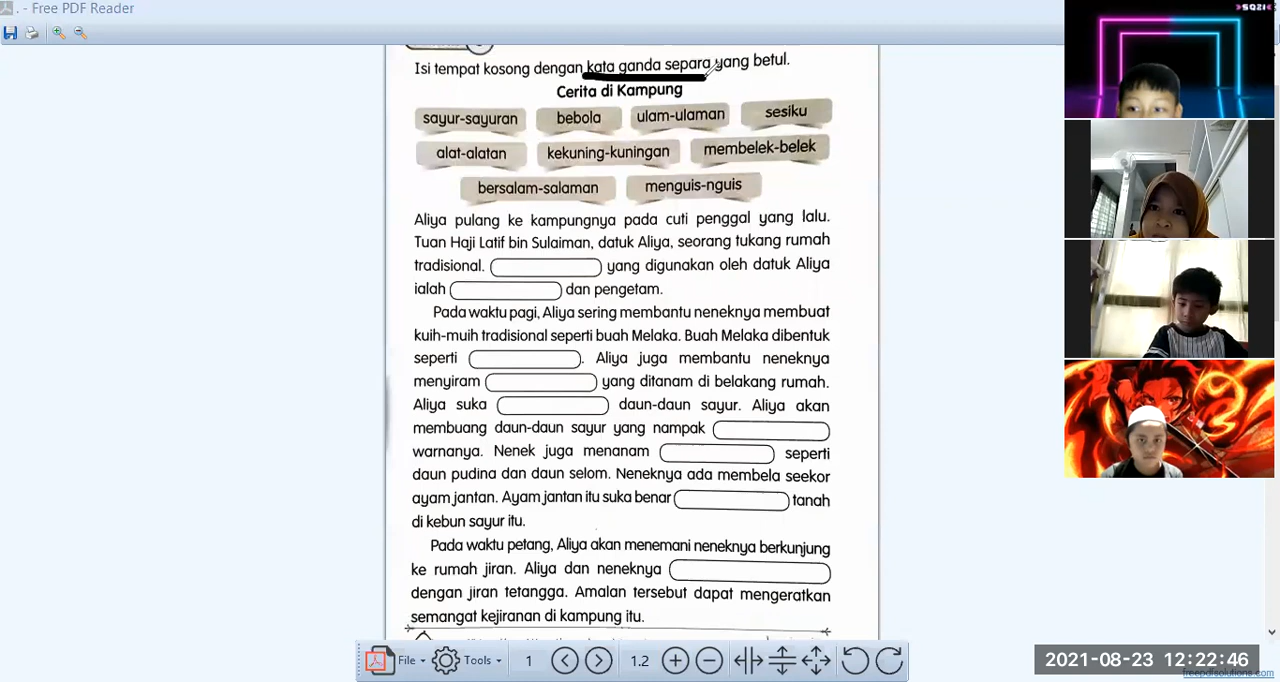 . - Free PDF Reader
Isi tempat kosong dengan kata ganda separa yang betul.
Cerita di Kampung
sayur-sayuran bebola ulam-ulaman sesiku
alat-alatan kekuning-kuningan membelek-belek
bersalam-salaman menguis-nguis
Aliya pulang ke kampungnya pada cuti penggal yang lalu.
Tuan Haji Latif bin Sulaiman, datuk Aliya, seorang tukang rumah
tradisional. yang digunakan oleh datuk Aliya
ialah dan pengetam.
Pada waktu pagi, Aliya sering membantu neneknya membuat
kuih-muih tradisional seperti buah Melaka. Buah Melaka dibentuk
seperti . Aliya juga membantu neneknya
menyiram yang ditanam di belakang rumah.
Aliya suka daun-daun sayur. Aliya akan
membuang daun-daun sayur yang nampak
warnanya. Nenek juga menanam seperti
daun pudina dan daun selom. Neneknya ada membela seekor
ayam jantan. Ayam jantan itu suka benar tanah
di kebun sayur itu.
Pada waktu petang, Aliya akan menemani neneknya berkunjung
ke rumah jiran. Aliya dan neneknya
dengan jiran tetangga. Amalan tersebut dapat mengeratkan
semangat kejiranan di kampung itu.
File Tools 1 1.2
SQZI
2021-08-23 12:22:46
freepdfsolutions.com